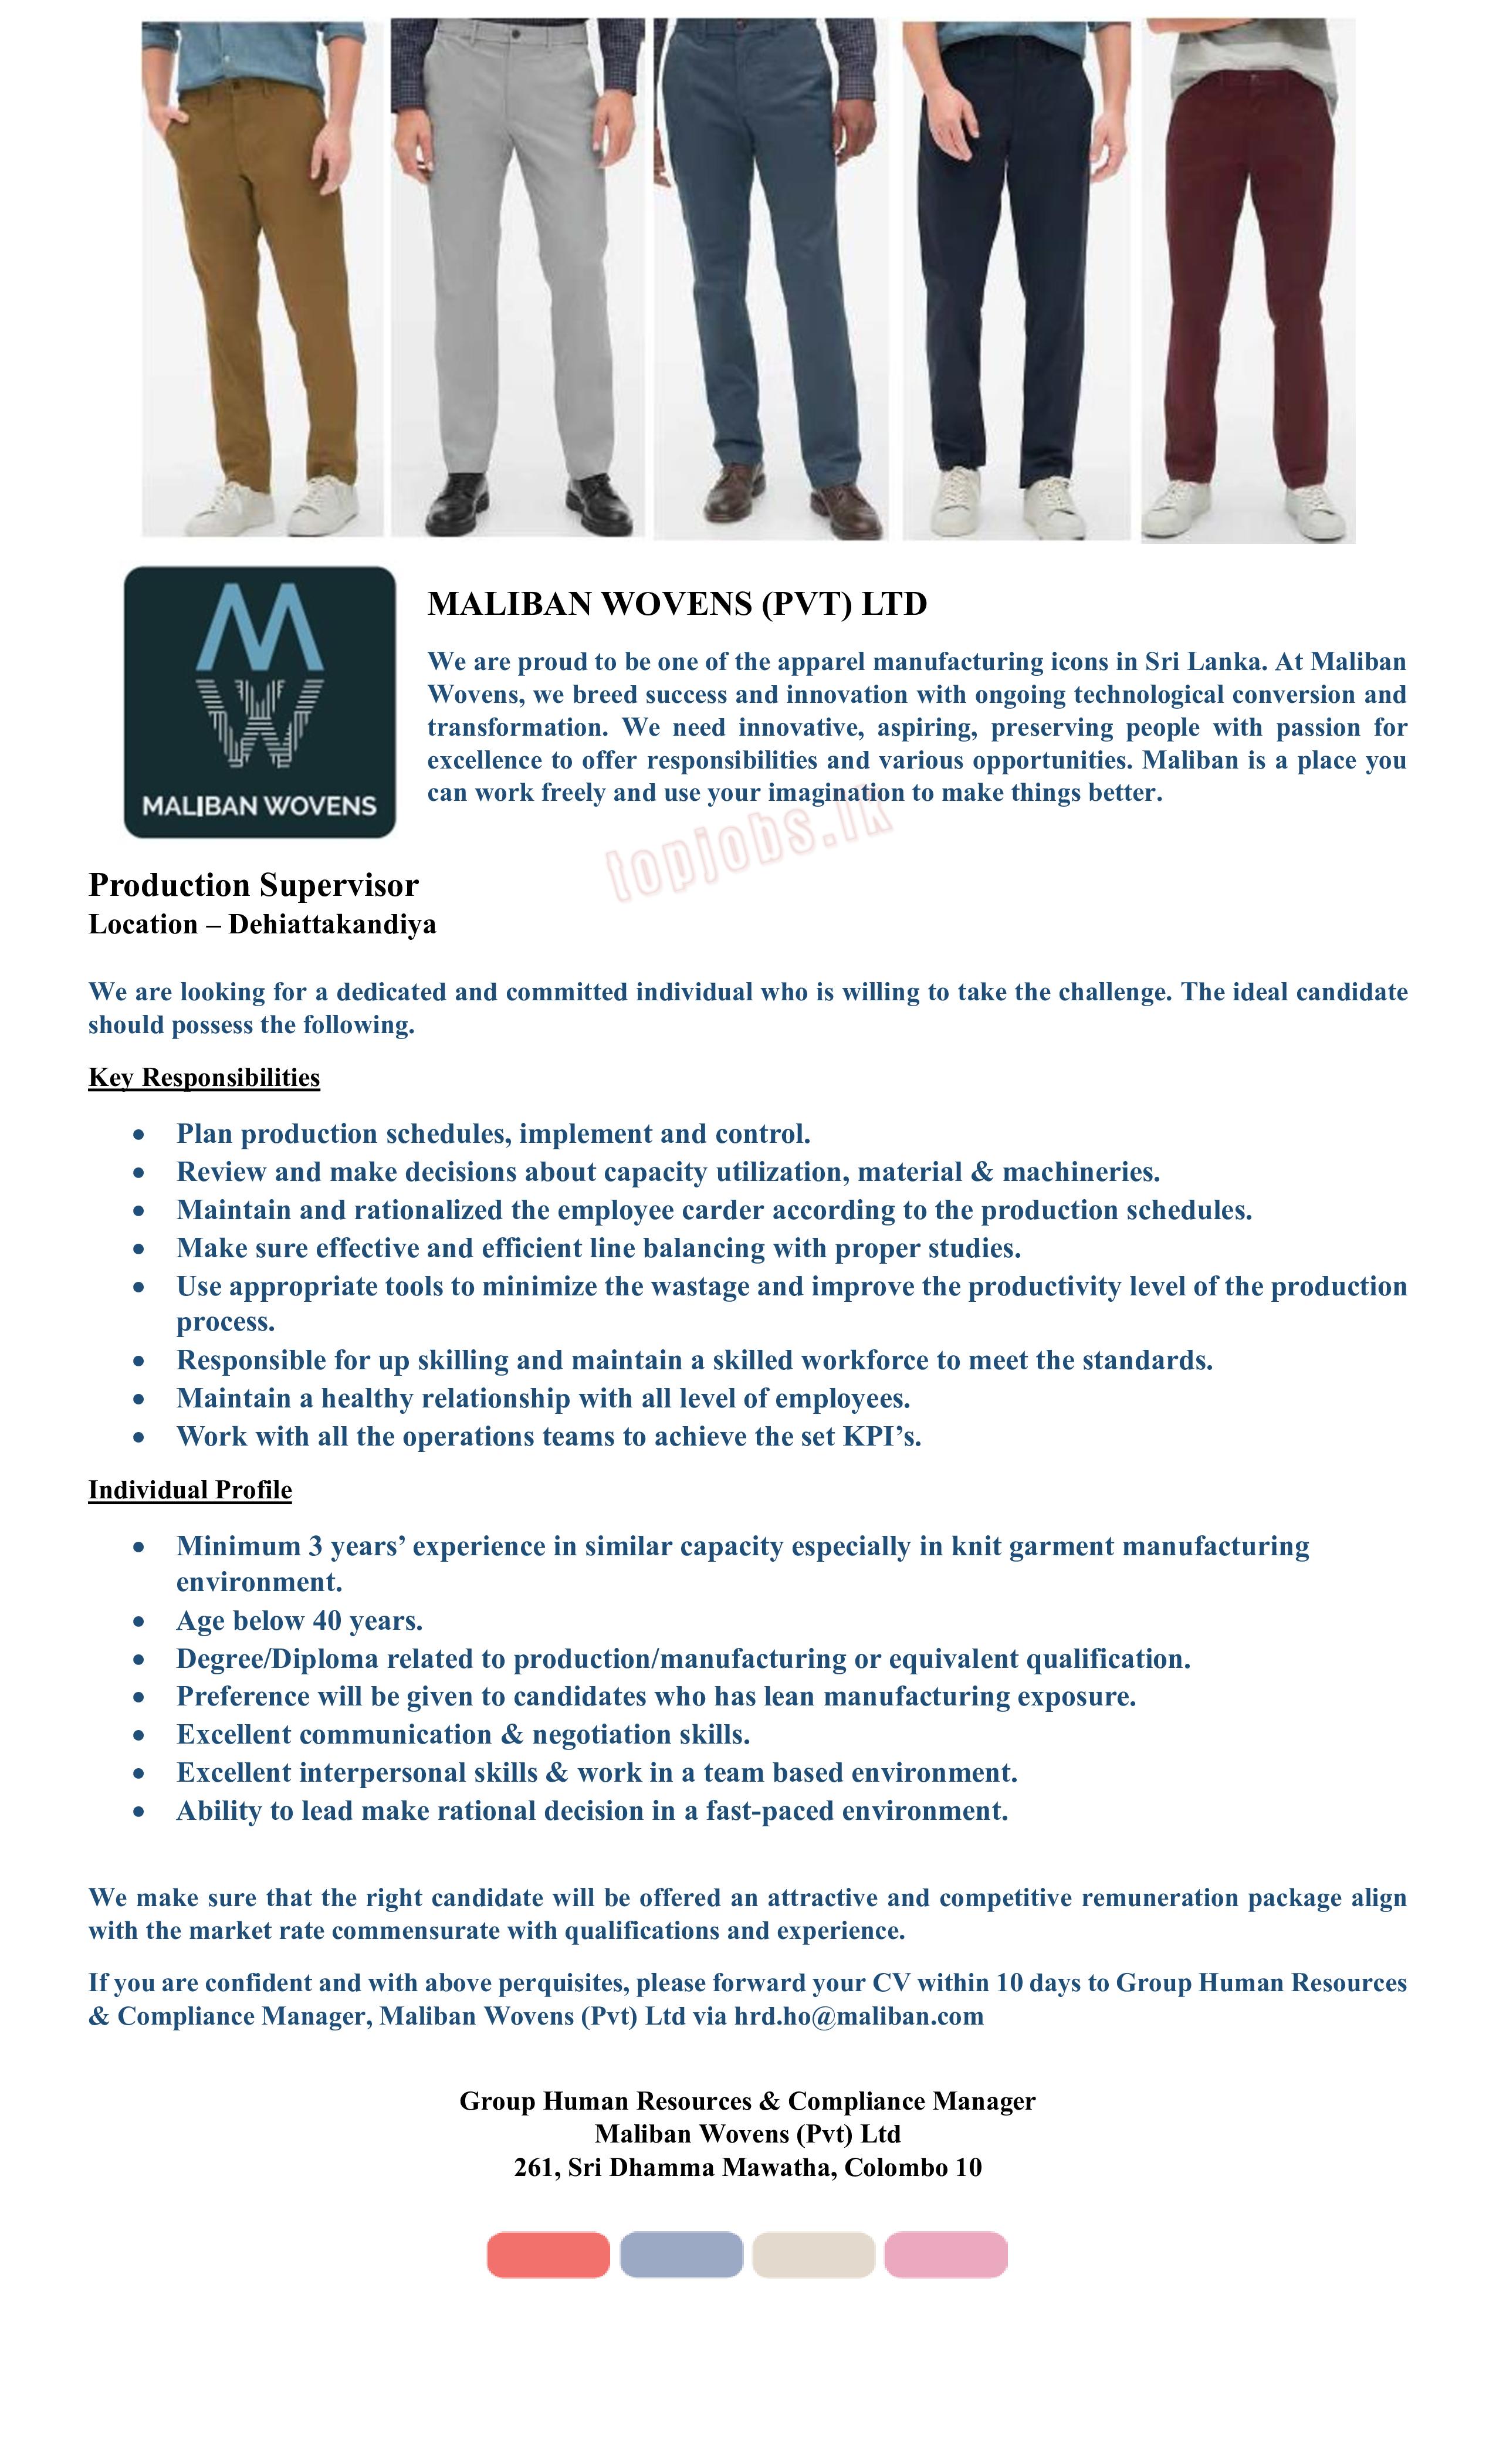 MALIBAN WOVENS
MALIBAN WOVENS (PVT) LTD
We are proud to be one of the apparel manufacturing icons in Sri Lanka. At Maliban
Wovens, we breed success and innovation with ongoing technological conversion and
transformation. We need innovative, aspiring, preserving people with passion for
excellence to offer responsibilities and various opportunities. Maliban is a place you
can work freely and use your imagination to make things better.
topjobs.lk
Production Supervisor
Location – Dehiattakandiya
We are looking for a dedicated and committed individual who is willing to take the challenge. The ideal candidate
should possess the following.
Key Responsibilities
• Plan production schedules, implement and control.
• Review and make decisions about capacity utilization, material & machineries.
• Maintain and rationalized the employee carder according to the production schedules.
• Make sure effective and efficient line balancing with proper studies.
• Use appropriate tools to minimize the wastage and improve the productivity level of the production
process.
• Responsible for up skilling and maintain a skilled workforce to meet the standards.
• Maintain a healthy relationship with all level of employees.
• Work with all the operations teams to achieve the set KPI’s.
Individual Profile
• Minimum 3 years’ experience in similar capacity especially in knit garment manufacturing
environment.
• Age below 40 years.
• Degree/Diploma related to production/manufacturing or equivalent qualification.
• Preference will be given to candidates who has lean manufacturing exposure.
• Excellent communication & negotiation skills.
• Excellent interpersonal skills & work in a team based environment.
• Ability to lead make rational decision in a fast-paced environment.
We make sure that the right candidate will be offered an attractive and competitive remuneration package align
with the market rate commensurate with qualifications and experience.
If you are confident and with above perquisites, please forward your CV within 10 days to Group Human Resources
& Compliance Manager, Maliban Wovens (Pvt) Ltd via hrd.ho@maliban.com
Group Human Resources & Compliance Manager
Maliban Wovens (Pvt) Ltd
261, Sri Dhamma Mawatha, Colombo 10